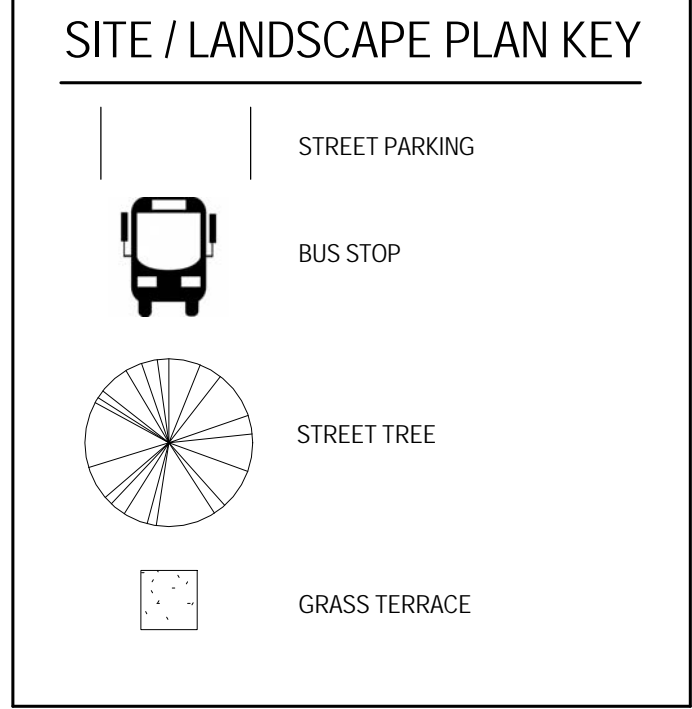 SITE / LANDSCAPE PLAN KEY
STREET PARKING
BUS STOP
STREET TREE
GRASS TERRACE